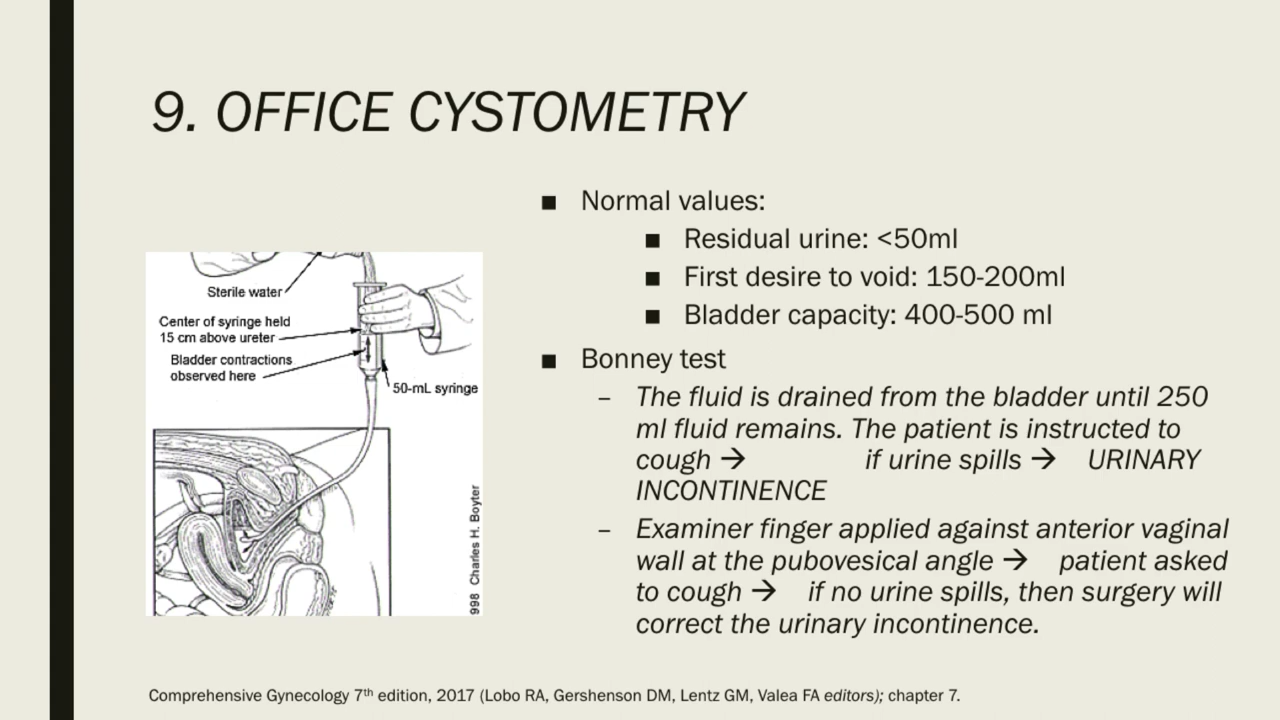 9. OFFICE CYSTOMETRY
Sterile water
Center of syringe held
15 cm above ureter
Bladder contractions
observed here
50-mL syringe
998 Charles H. Boyter
■ Normal values:
■ Residual urine: <50ml
■ First desire to void: 150-200ml
■ Bladder capacity: 400-500 ml
■ Bonney test
– The fluid is drained from the bladder until 250
ml fluid remains. The patient is instructed to
cough → if urine spills → URINARY
INCONTINENCE
– Examiner finger applied against anterior vaginal
wall at the pubovesical angle → patient asked
to cough → if no urine spills, then surgery will
correct the urinary incontinence.
Comprehensive Gynecology 7th edition, 2017 (Lobo RA, Gershenson DM, Lentz GM, Valea FA editors); chapter 7.